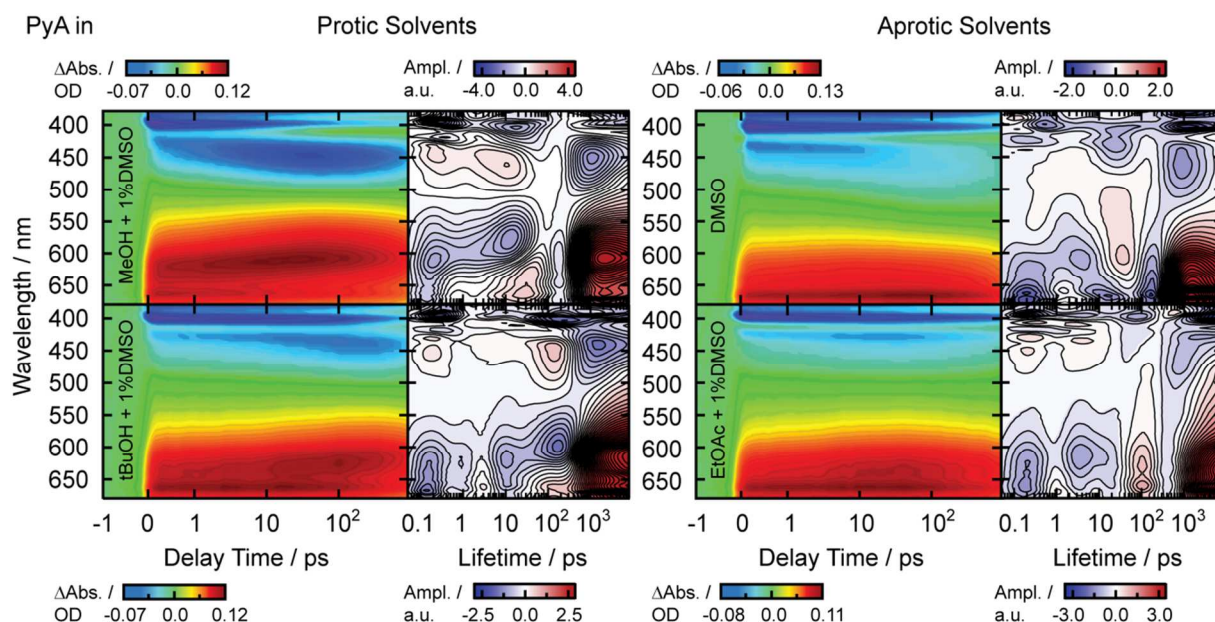 PyA in Protic Solvents Aprotic Solvents
ΔAbs. / OD -0.07 0.0 0.12
Ampl. / a.u. -4.0 0.0 4.0
ΔAbs. / OD -0.06 0.0 0.13
Ampl. / a.u. -2.0 0.0 2.0
Wavelength / nm
400 450 500 550 600 650
MeOH + 1%DMSO
DMSO
400 450 500 550 600 650
tBuOH + 1%DMSO
EtOAc + 1%DMSO
-1 0 1 10 10² 0.1 1 10 10² 10³ -1 0 1 10 10² 0.1 1 10 10² 10³
Delay Time / ps Lifetime / ps Delay Time / ps Lifetime / ps
ΔAbs. / OD -0.07 0.0 0.12
Ampl. / a.u. -2.5 0.0 2.5
ΔAbs. / OD -0.08 0.0 0.11
Ampl. / a.u. -3.0 0.0 3.0